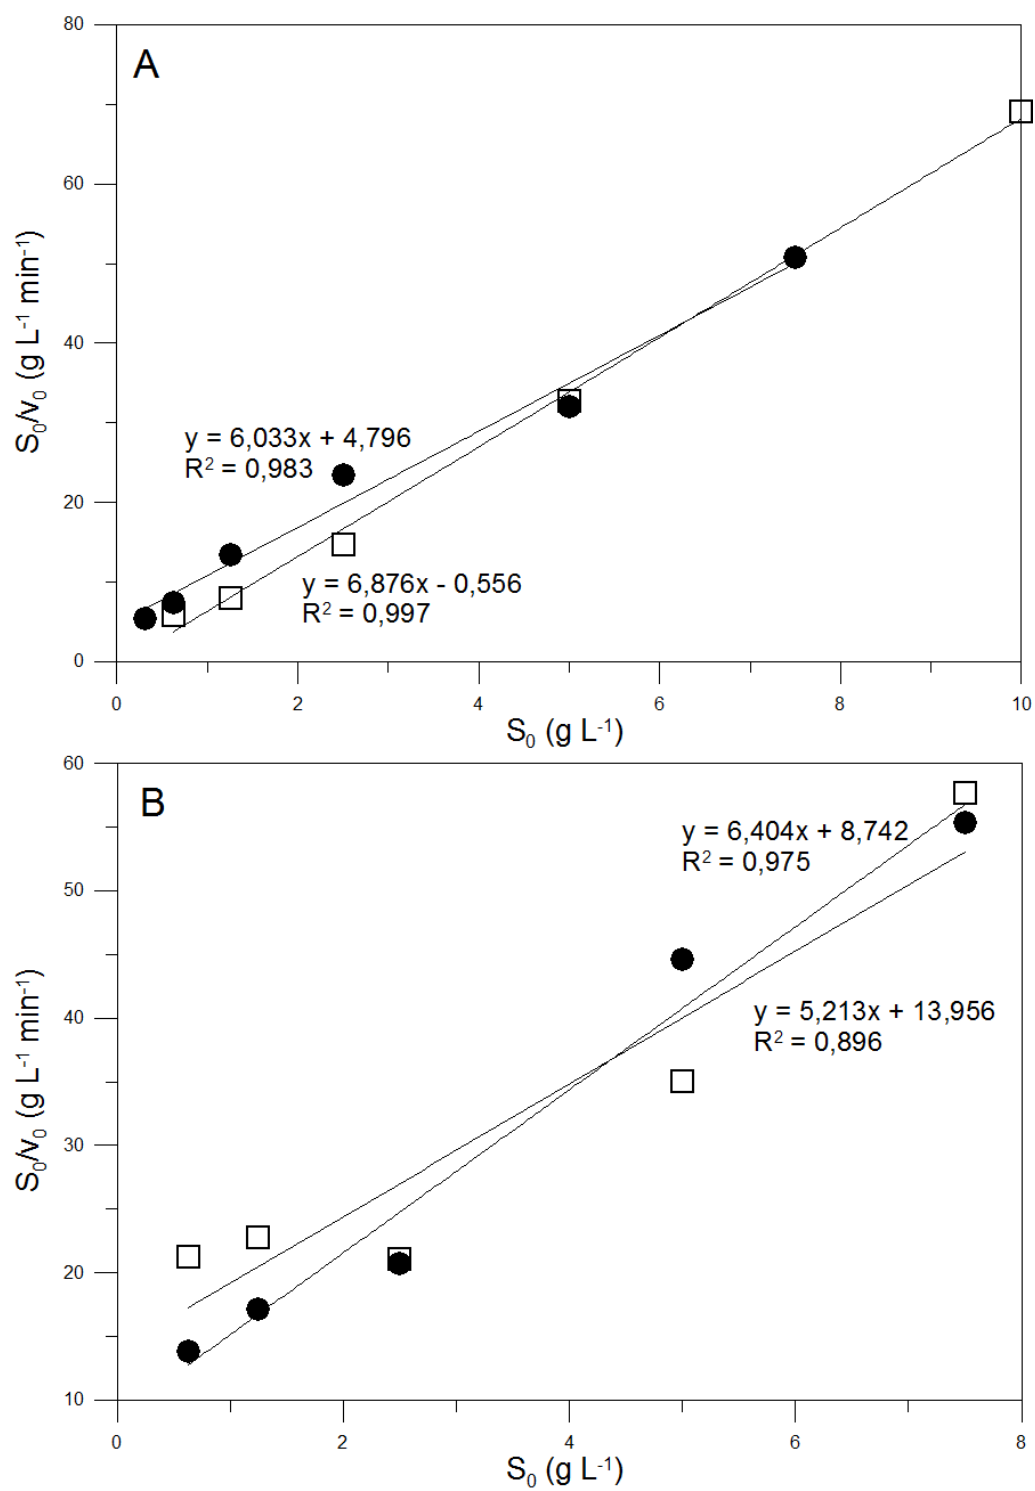 80
A
60
S₀/v₀ (g L⁻¹ min⁻¹)
40
y = 6,033x + 4,796
R² = 0,983
20
y = 6,876x - 0,556
R² = 0,997
0
0 2 4 6 8 10
S₀ (g L⁻¹)
60
B
y = 6,404x + 8,742
R² = 0,975
50
S₀/v₀ (g L⁻¹ min⁻¹)
40
y = 5,213x + 13,956
R² = 0,896
30
20
10
0 2 4 6 8
S₀ (g L⁻¹)